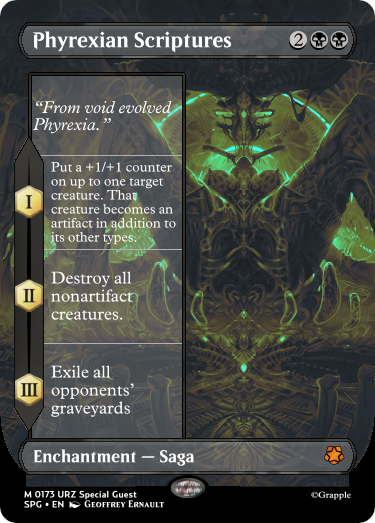 Phyrexian Scriptures 2
“From void evolved
Phyrexia.”
I
Put a +1/+1 counter
on up to one target
creature. That
creature becomes an
artifact in addition to
its other types.
II
Destroy all
nonartifact
creatures.
III
Exile all
opponents’
graveyards
Enchantment — Saga
M 0173 URZ Special Guest
SPG • EN Geoffrey Ernault
©Grapple